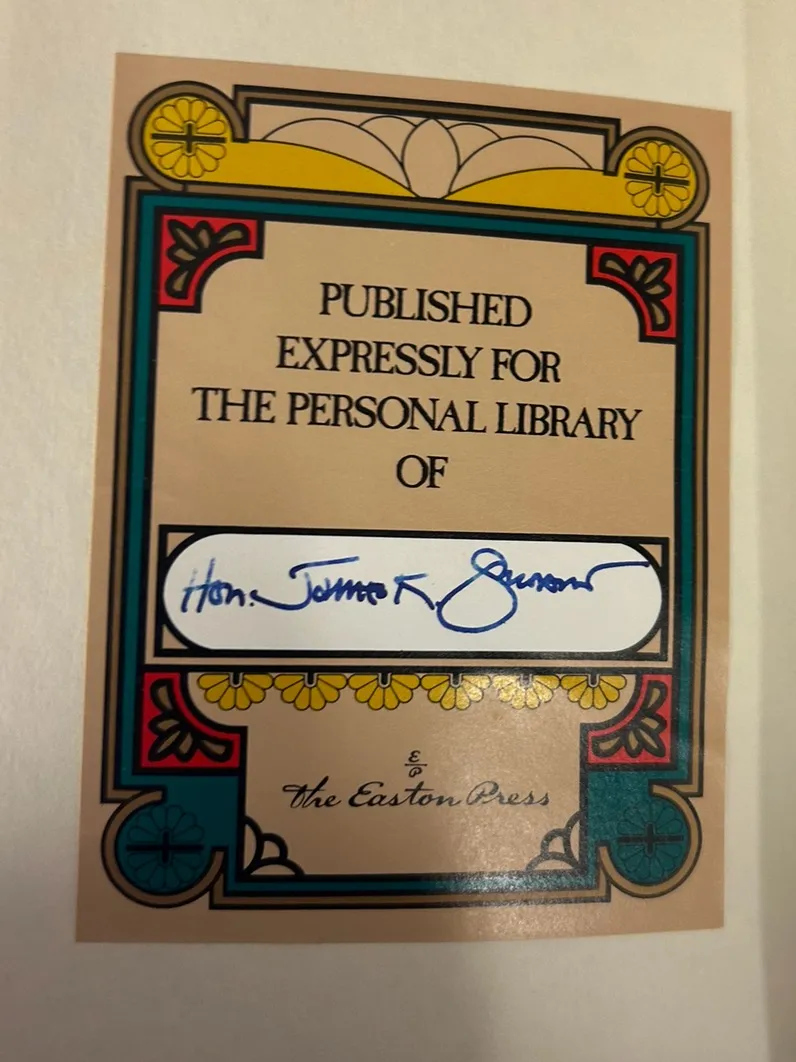 PUBLISHED
EXPRESSLY FOR
THE PERSONAL LIBRARY
OF
Hon. James K.
E
P
The Easton Press